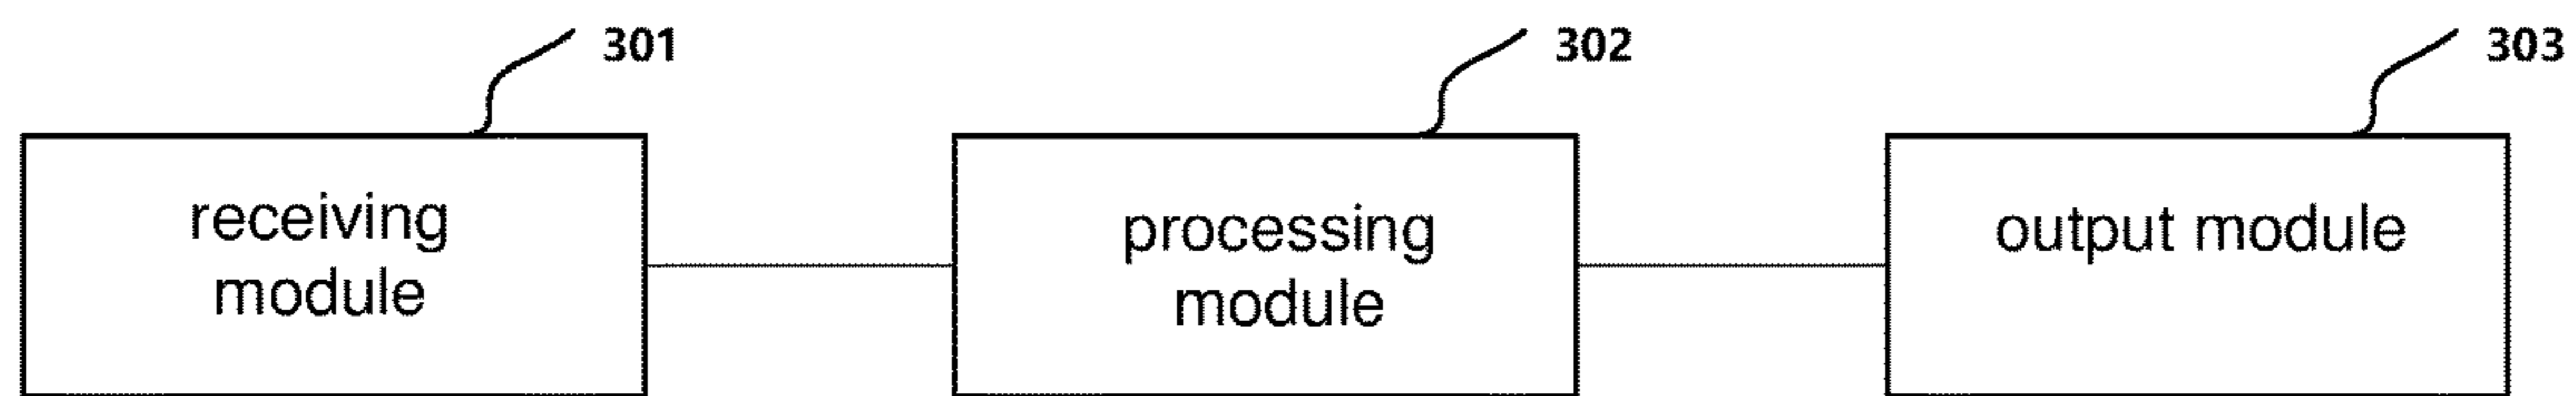 301
302
303
receiving
module
processing
module
output module